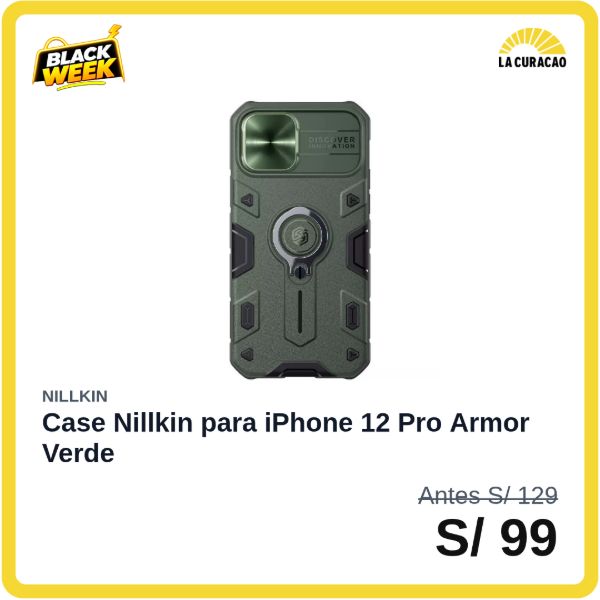 BLACK
WEEK
LA CURACAO
DISCOVER
INNOVATION
NILLKIN
Case Nillkin para iPhone 12 Pro Armor
Verde
Antes S/ 129
S/ 99